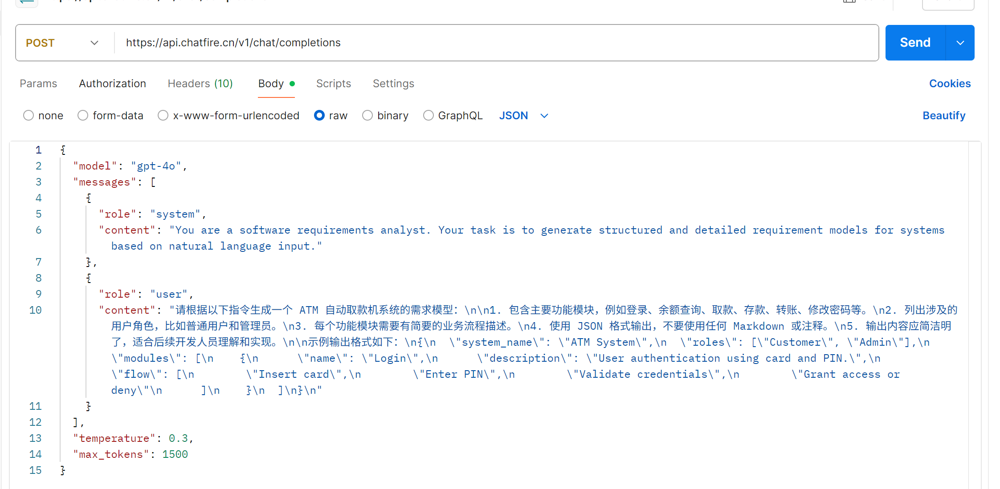 POST
https://api.chatfire.cn/v1/chat/completions
Send
Params
Authorization
Headers (10)
Body
Scripts
Settings
Cookies
none
form-data
x-www-form-urlencoded
raw
binary
GraphQL
JSON
Beautify
1 {
2 "model": "gpt-4o",
3 "messages": [
4 {
5 "role": "system",
6 "content": "You are a software requirements analyst. Your task is to generate structured and detailed requirement models for systems
based on natural language input."
7 },
8 {
9 "role": "user",
10 "content": "请根据以下指令生成一个 ATM 自动取款机系统的需求模型：\n\n1. 包含主要功能模块，例如登录、余额查询、取款、存款、转账、修改密码等。\n2. 列出涉及的
用户角色，比如普通用户和管理员。\n3. 每个功能模块需要有简要的业务流程描述。\n4. 使用 JSON 格式输出，不要使用任何 Markdown 或注释。\n5. 输出内容应简洁明
了，适合后续开发人员理解和实现。\n\n示例输出格式如下：\n{\n  \"system_name\": \"ATM System\",\n  \"roles\": [\"Customer\", \"Admin\"],\n
\"modules\": [\n    {\n      \"name\": \"Login\",\n      \"description\": \"User authentication using card and PIN.\",\n
\"flow\": [\n        \"Insert card\",\n        \"Enter PIN\",\n        \"Validate credentials\",\n        \"Grant access or
deny\"\n      ]\n    }\n  ]\n}\n"
11 }
12 ],
13 "temperature": 0.3,
14 "max_tokens": 1500
15 }